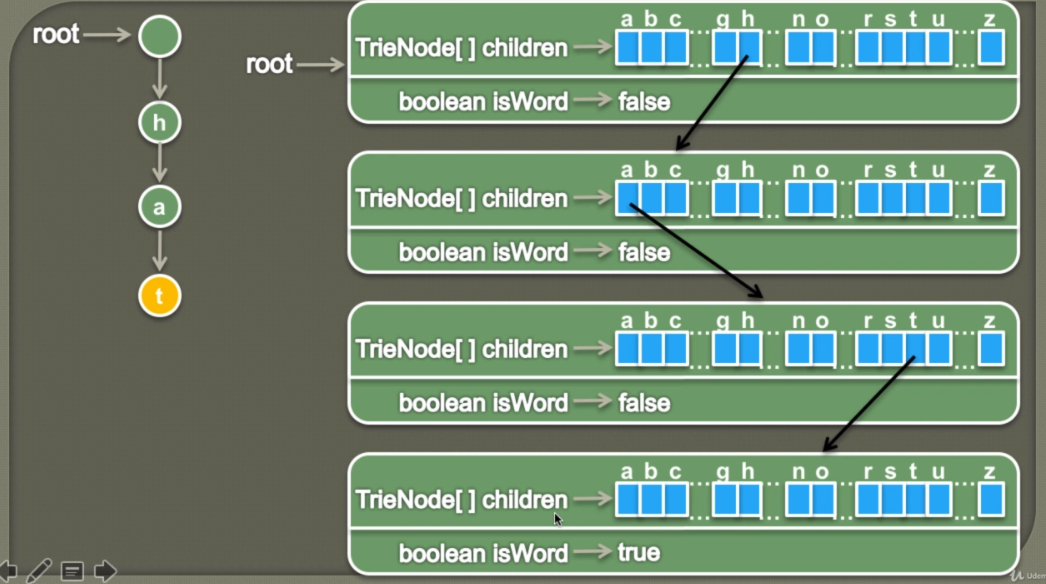 root
h
a
t
root
a b c g h n o r s t u z
TrieNode[ ] children
... .. .. ...
boolean isWord false
a b c g h n o r s t u z
TrieNode[ ] children
... .. .. ...
boolean isWord false
a b c g h n o r s t u z
TrieNode[ ] children
... .. .. ...
boolean isWord false
a b c g h n o r s t u z
TrieNode[ ] children
... .. .. ...
boolean isWord true